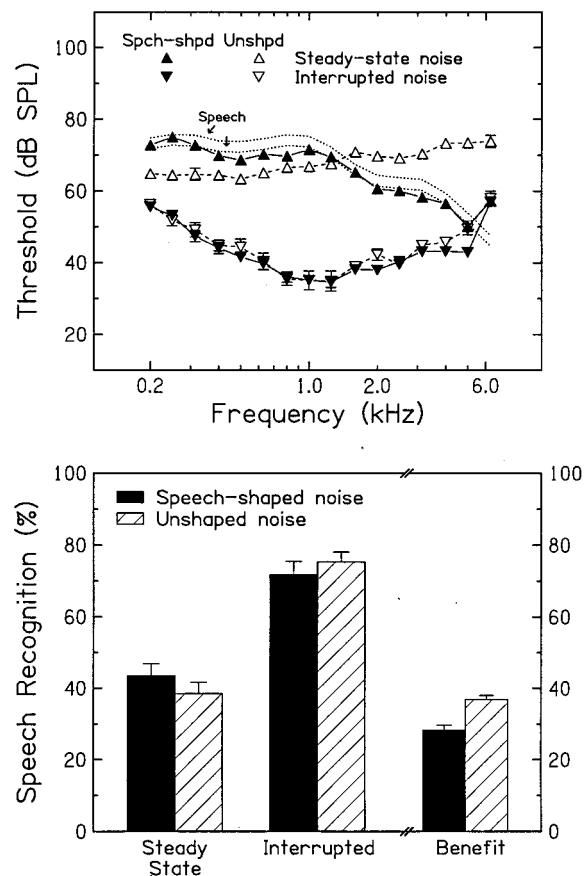 Spch-shpd Unshpd
Steady-state noise
Interrupted noise
Speech
Threshold (dB SPL)
100
80
60
40
20
0.2
1.0
2.0
6.0
Frequency (kHz)
Speech-shaped noise
Unshaped noise
Speech Recognition (%)
100
80
60
40
20
0
100
80
60
40
20
0
Steady
State
Interrupted
Benefit